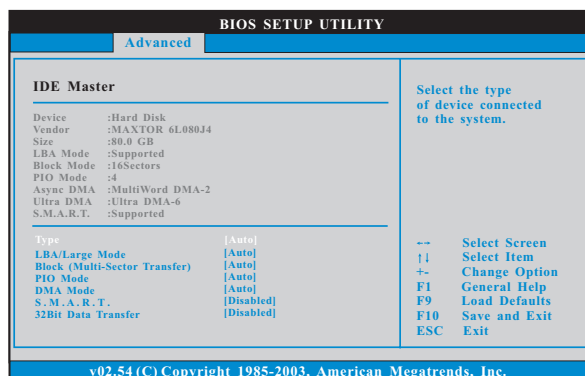 BIOS SETUP UTILITY
Advanced
IDE Master
Device :Hard Disk
Vendor :MAXTOR 6L080J4
Size :80.0 GB
LBA Mode :Supported
Block Mode :16Sectors
PIO Mode :4
Async DMA :MultiWord DMA-2
Ultra DMA :Ultra DMA-6
S.M.A.R.T. :Supported
Type [Auto]
LBA/Large Mode [Auto]
Block (Multi-Sector Transfer) [Auto]
PIO Mode [Auto]
DMA Mode [Auto]
S.M.A.R.T. [Disabled]
32Bit Data Transfer [Disabled]
Select the type
of device connected
to the system.
←→ Select Screen
↑↓ Select Item
+- Change Option
F1 General Help
F9 Load Defaults
F10 Save and Exit
ESC Exit
v02.54 (C) Copyright 1985-2003, American Megatrends, Inc.